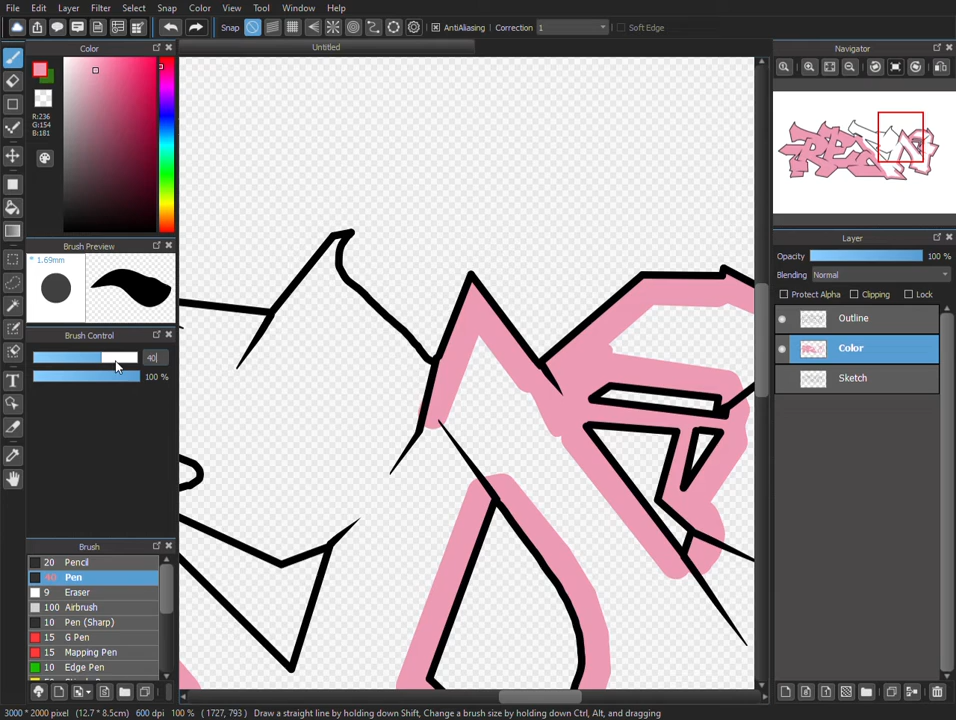 File Edit Layer Filter Select Snap Color View Tool Window Help
Snap AntiAliasing Correction 1 Soft Edge
Color Untitled Navigator
R:236
G:154
B:181
Brush Preview
* 1.69mm
Brush Control
40
100 %
Layer
Opacity 100 %
Blending Normal
Protect Alpha Clipping Lock
Outline
Color
Sketch
Brush
20 Pencil
40 Pen
9 Eraser
100 Airbrush
10 Pen (Sharp)
15 G Pen
15 Mapping Pen
10 Edge Pen
3000 * 2000 pixel (12.7 * 8.5cm) 600 dpi 100 % ( 1727, 793 ) Draw a straight line by holding down Shift, Change a brush size by holding down Ctrl, Alt, and dragging